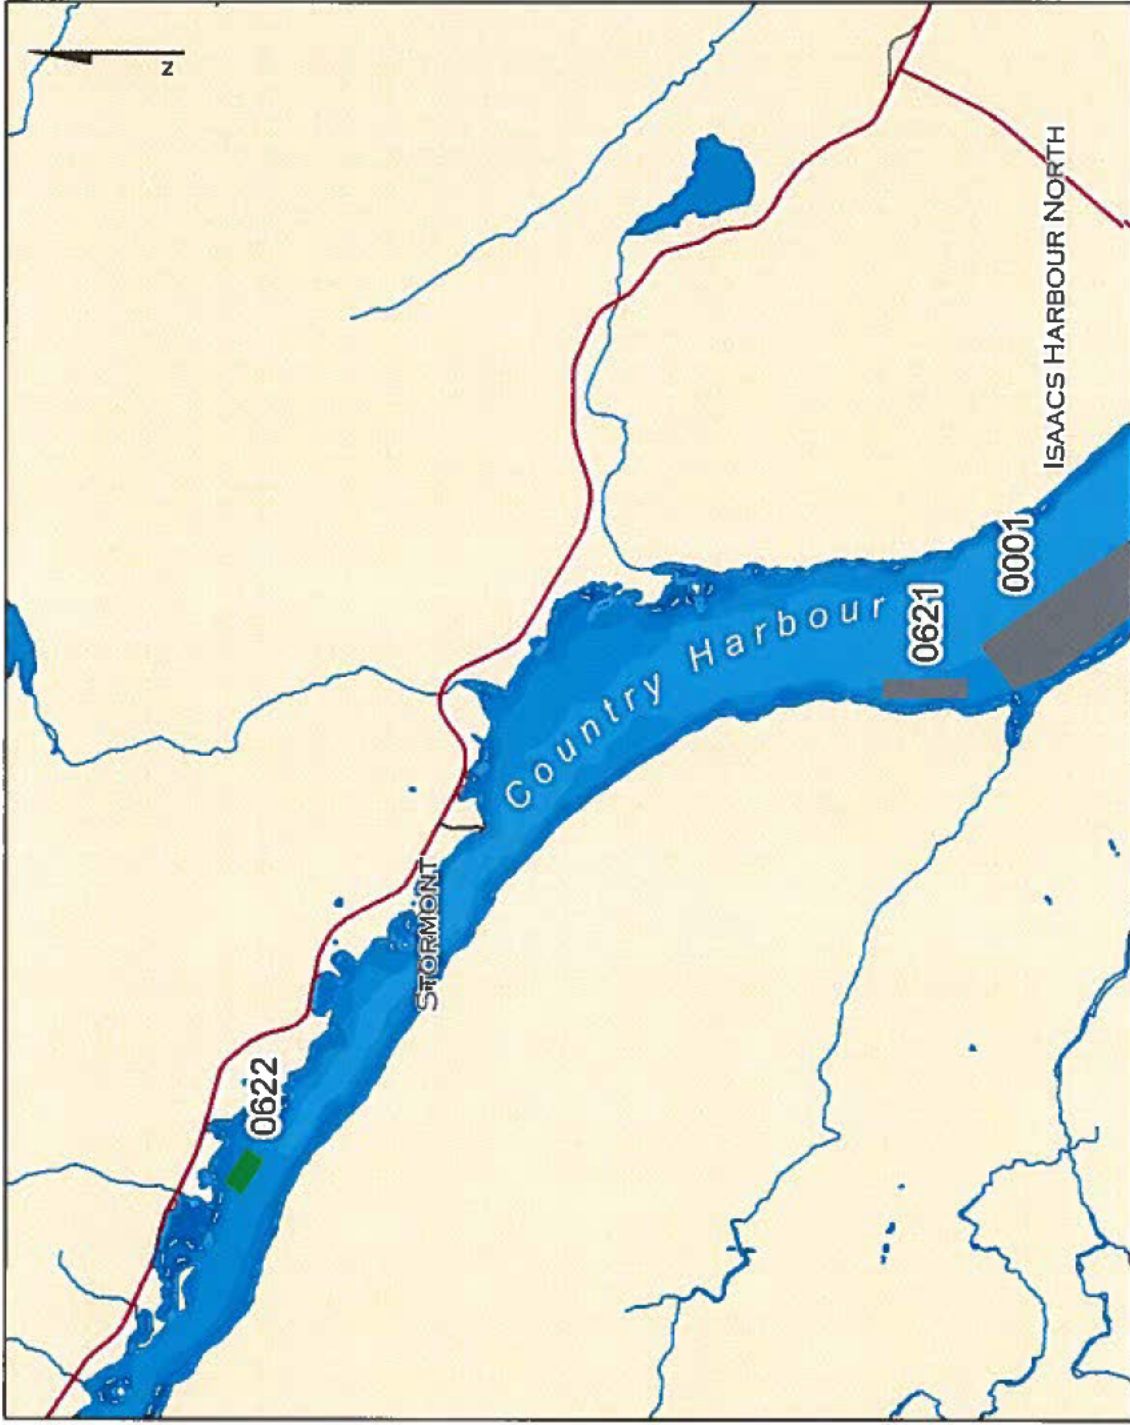 N
0622
STORMONT
Country Harbour
0621
0001
ISAACS HARBOUR NORTH